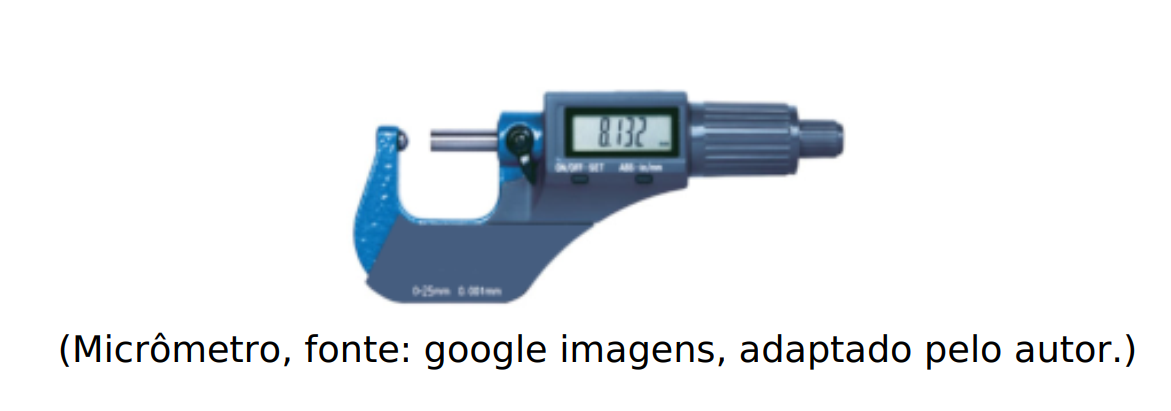 8.132
ON/OFF SET ABS in/mm
0-25mm 0.001mm
(Micrômetro, fonte: google imagens, adaptado pelo autor.)